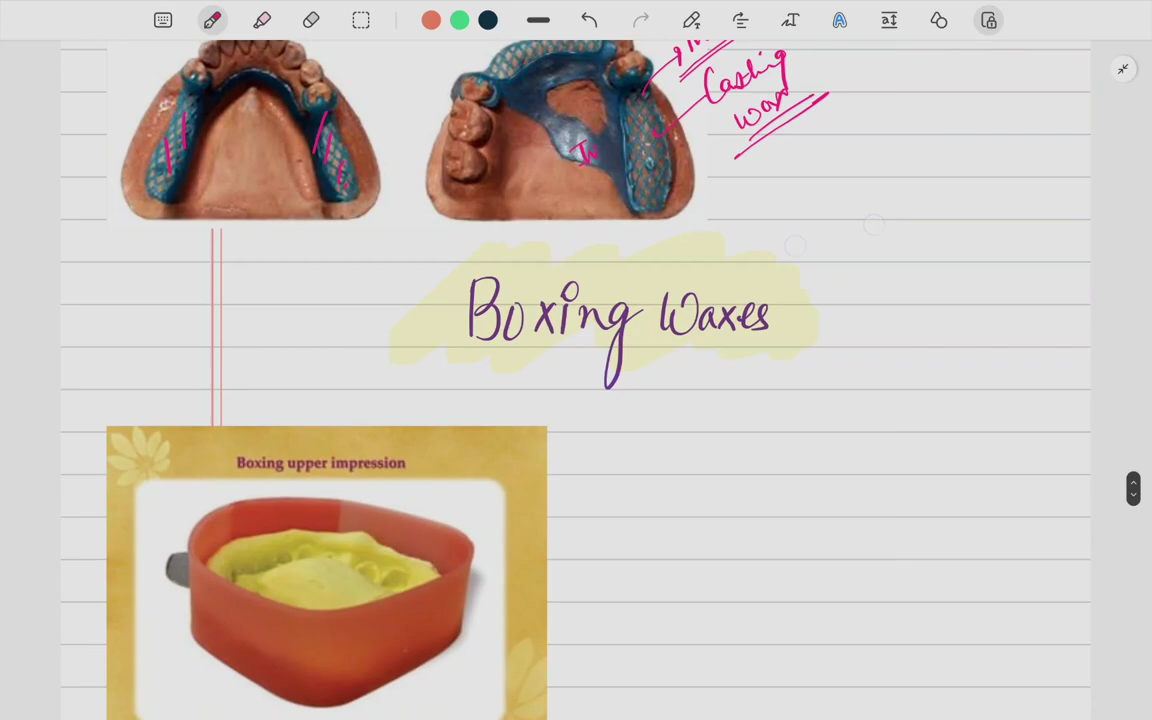 Casting
wax
Boxing Waxes
Boxing upper impression